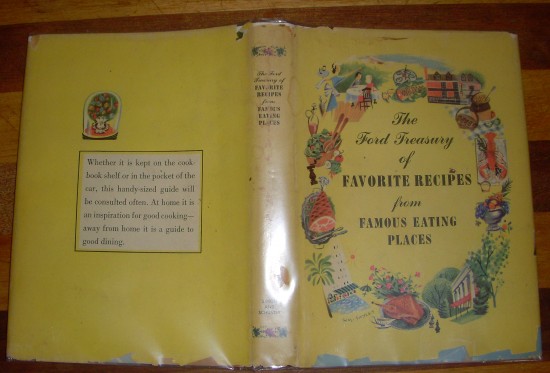 Whether it is kept on the cook-
book shelf or in the pocket of the
car, this handy-sized guide will
be consulted often. At home it is
an inspiration for good cooking—
away from home it is a guide to
good dining.
The Ford
Treasury of
FAVORITE
RECIPES
from
FAMOUS
EATING
PLACES
The
Ford Treasury
of
FAVORITE RECIPES
from
FAMOUS EATING
PLACES